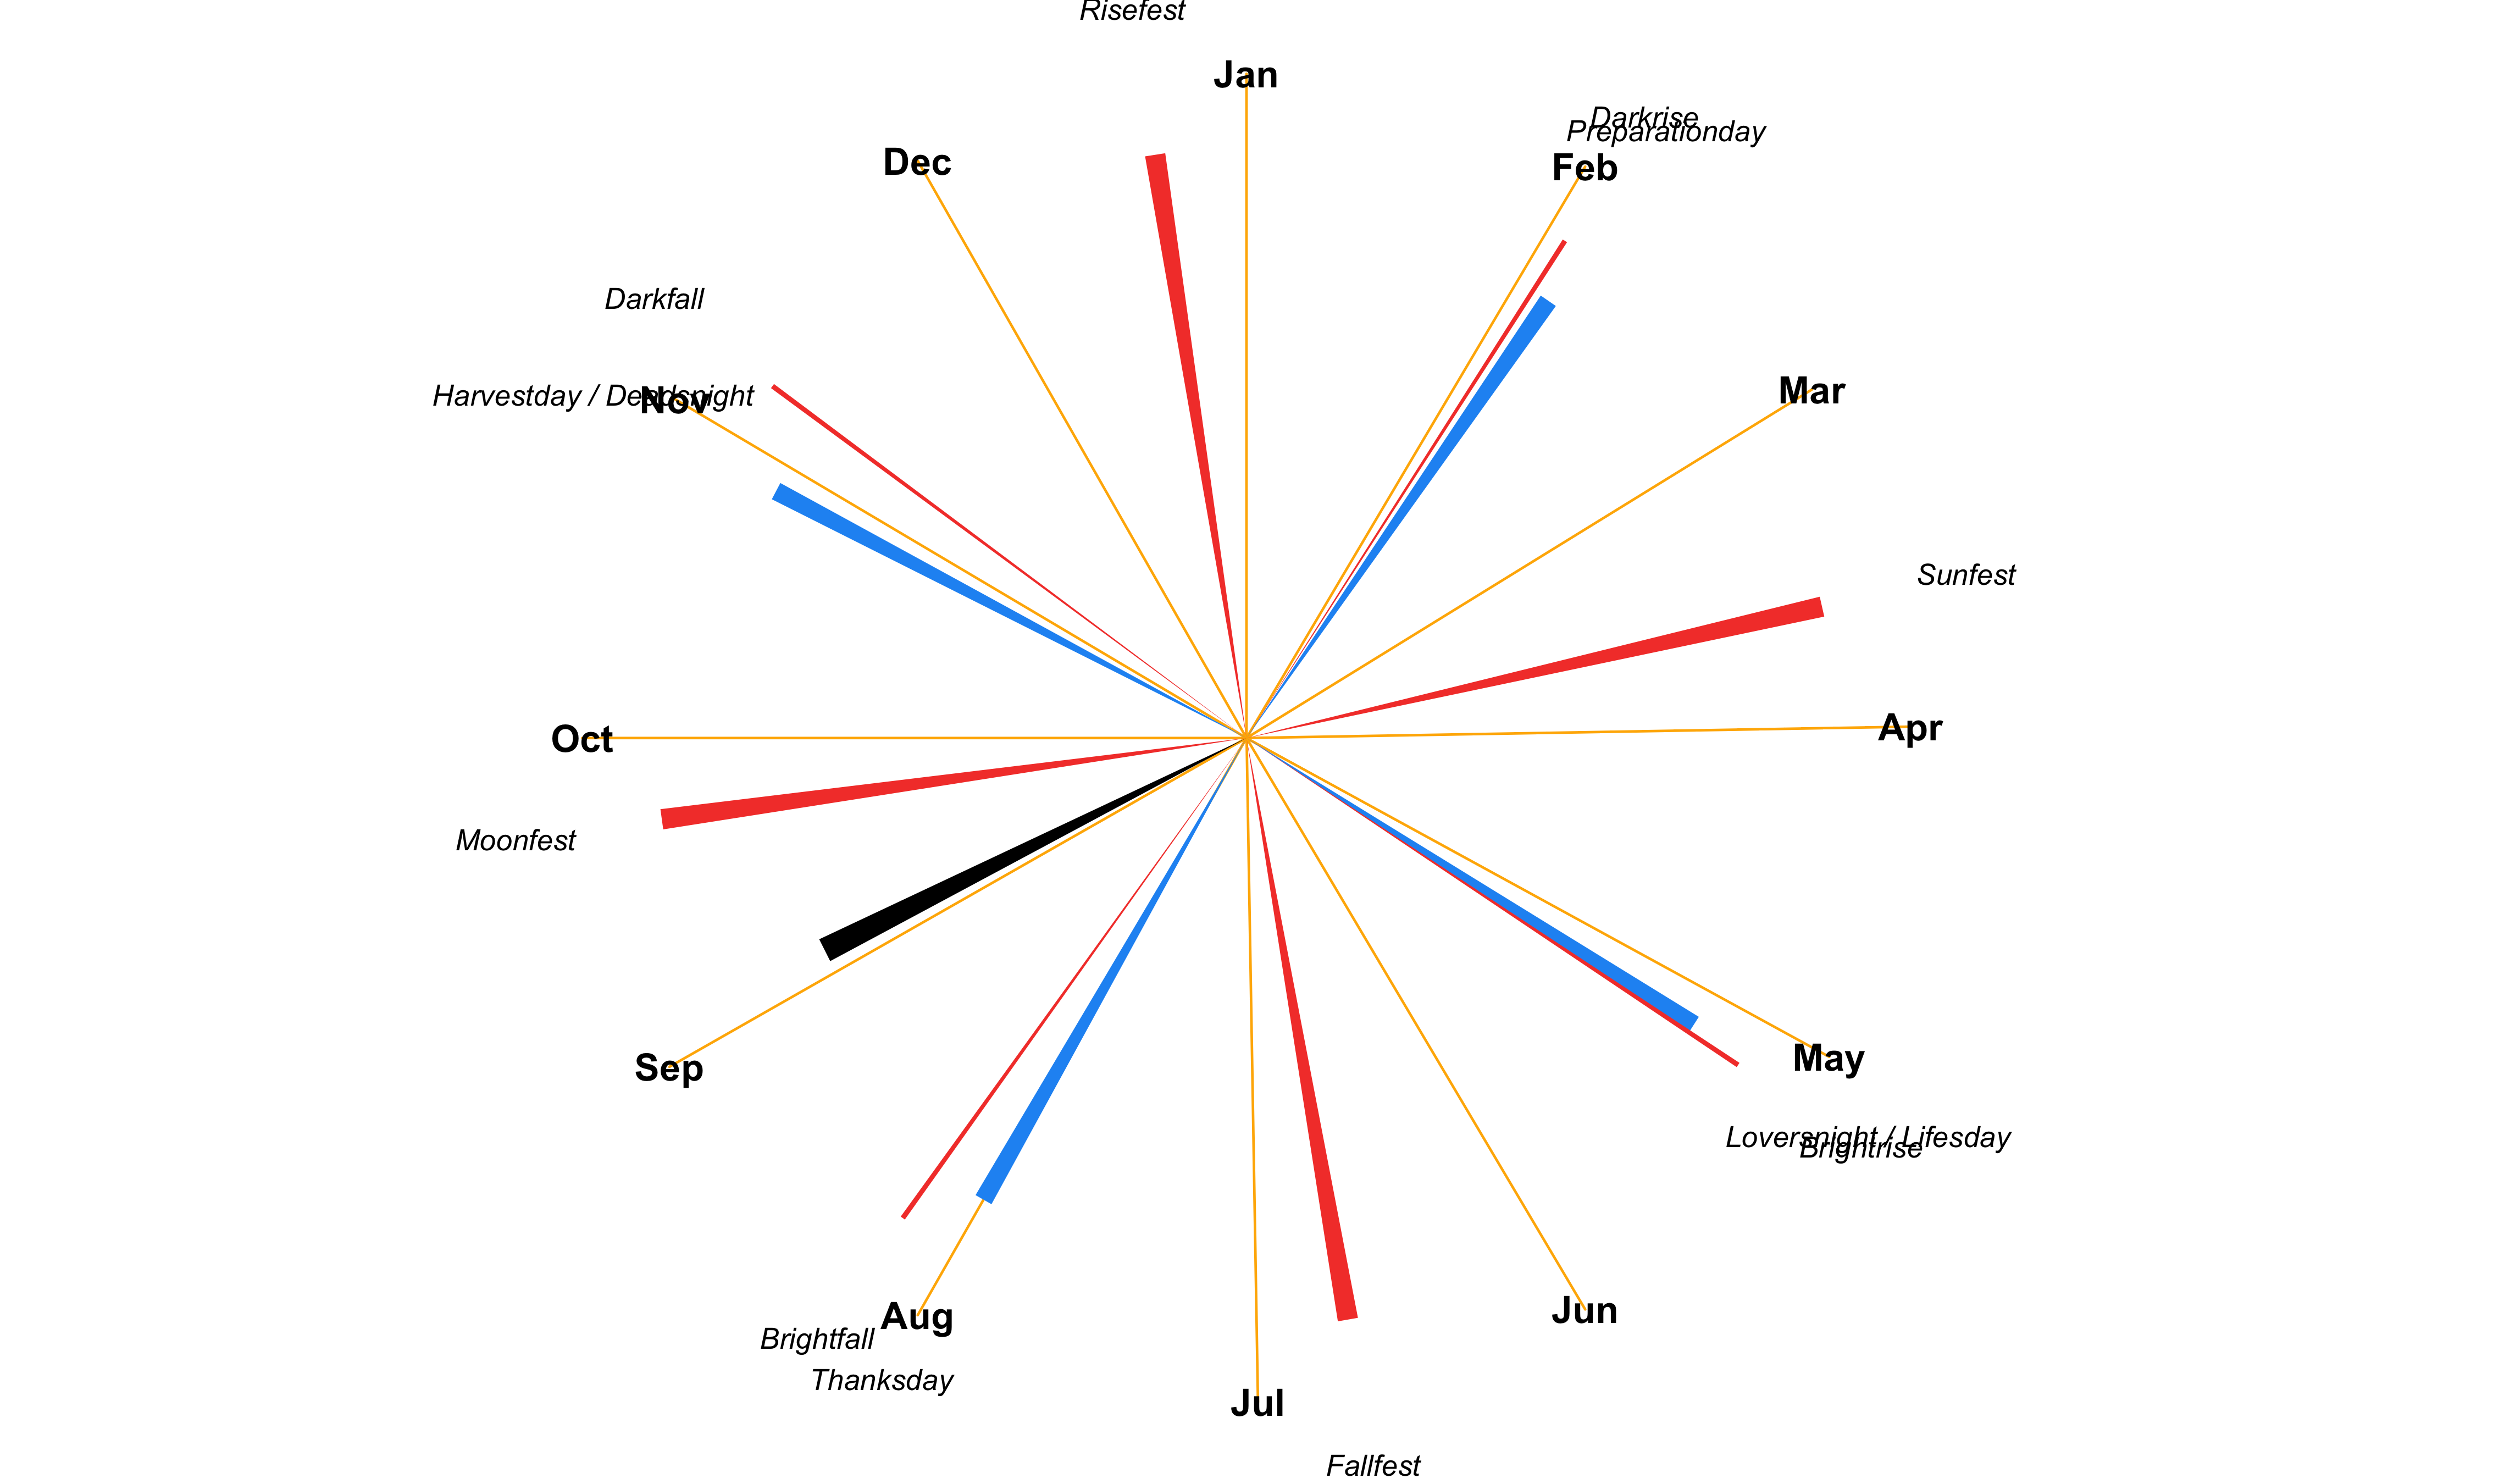 Risefest
Jan
Darkrise
Preparationday
Dec
Feb
Darkfall
Harvestday / Deadsnight
Nov
Mar
Sunfest
Oct
Apr
Moonfest
Sep
May
Loversnight / Lifesday
Brightrise
Aug
Jun
Brightfall
Thanksday
Jul
Fallfest